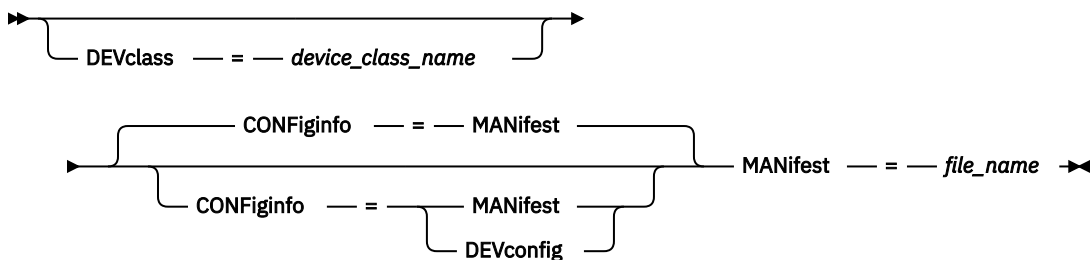 DEVclass = device_class_name
CONFiginfo = MANifest
MANifest = file_name
CONFiginfo = MANifest
DEVconfig